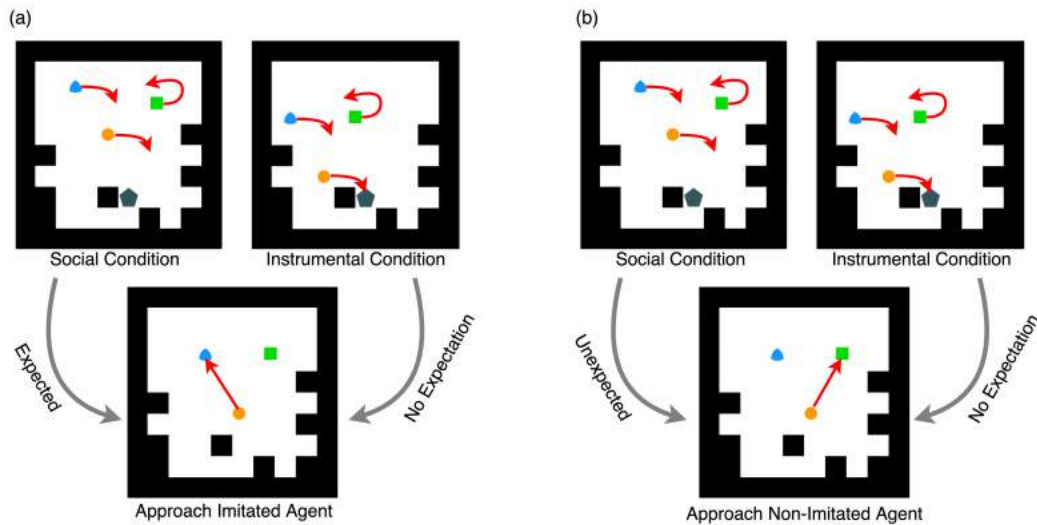 (a)
Social Condition
Instrumental Condition
Expected
No Expectation
Approach Imitated Agent
(b)
Social Condition
Instrumental Condition
Unexpected
No Expectation
Approach Non-Imitated Agent